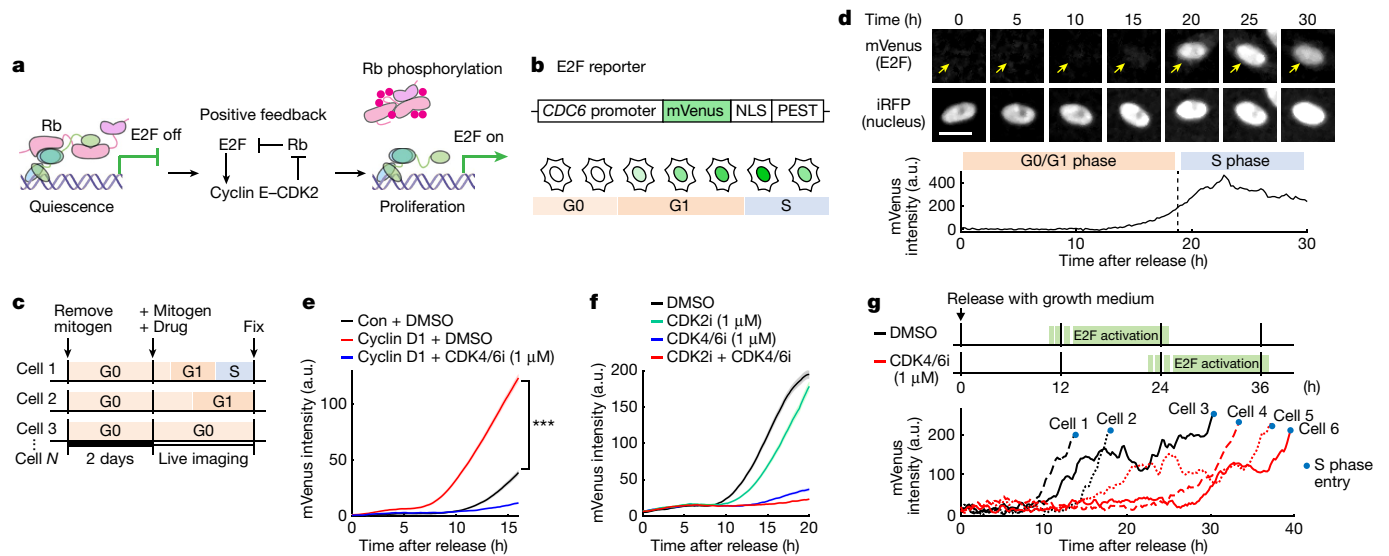 a
Rb
E2F off
Quiescence
Positive feedback
E2F
Rb
Cyclin E–CDK2
Rb phosphorylation
E2F on
Proliferation
b
E2F reporter
CDC6 promoter
mVenus
NLS
PEST
G0
G1
S
c
Remove
mitogen
+ Mitogen
+ Drug
Fix
Cell 1
G0
G1
S
Cell 2
G0
G1
Cell 3
G0
G0
Cell N
2 days
Live imaging
d
Time (h)
0
5
10
15
20
25
30
mVenus
(E2F)
iRFP
(nucleus)
G0/G1 phase
S phase
mVenus
intensity (a.u.)
400
200
0
0
10
20
30
Time after release (h)
e
Con + DMSO
Cyclin D1 + DMSO
Cyclin D1 + CDK4/6i (1 μM)
mVenus intensity (a.u.)
100
50
0
***
0
5
10
15
Time after release (h)
f
DMSO
CDK2i (1 μM)
CDK4/6i (1 μM)
CDK2i + CDK4/6i
mVenus intensity (a.u.)
200
150
100
50
0
0
5
10
15
20
Time after release (h)
g
Release with growth medium
DMSO
E2F activation
CDK4/6i
(1 μM)
E2F activation
0
12
24
36
(h)
mVenus
intensity (a.u.)
200
100
0
Cell 1
Cell 2
Cell 3
Cell 4
Cell 5
Cell 6
S phase
entry
0
10
20
30
40
Time after release (h)